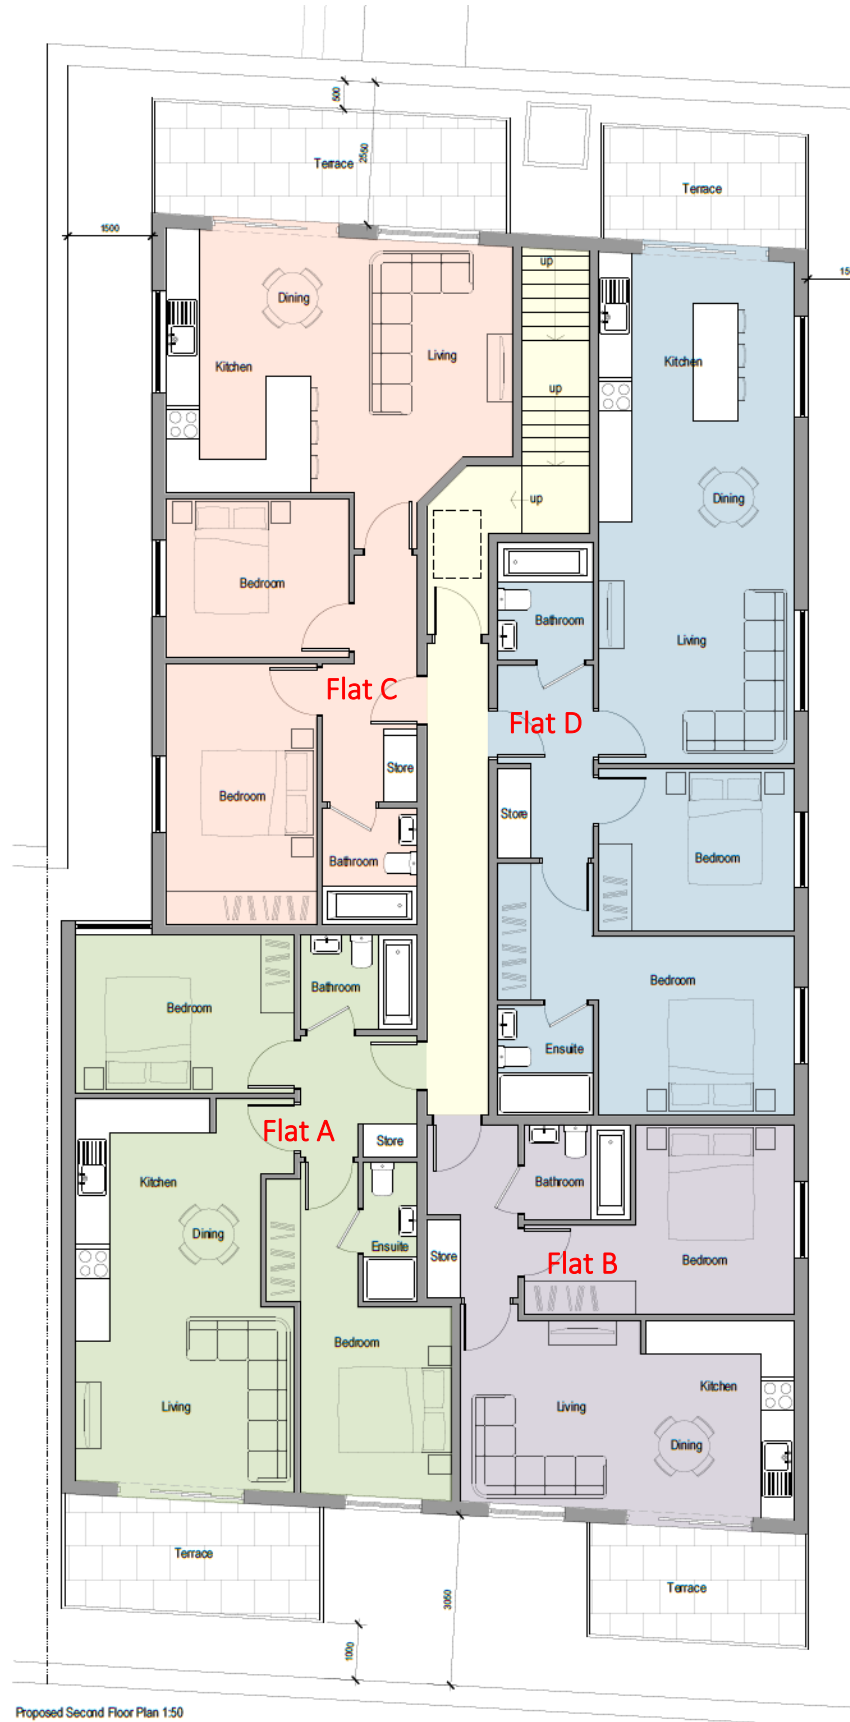 500
2550
Terrace
Terrace
1500
15
up
Dining
Living
Kitchen
up
Kitchen
up
Dining
Bedroom
Bathroom
Living
Flat C
Flat D
Store
Bedroom
Store
Bathroom
Bedroom
Bathroom
Bedroom
Bedroom
Ensuite
Flat A
Store
Kitchen
Bathroom
Dining
Ensuite
Store
Flat B
Bedroom
Bedroom
Living
Kitchen
Living
Dining
Terrace
Terrace
3050
1000
Proposed Second Floor Plan 1:50